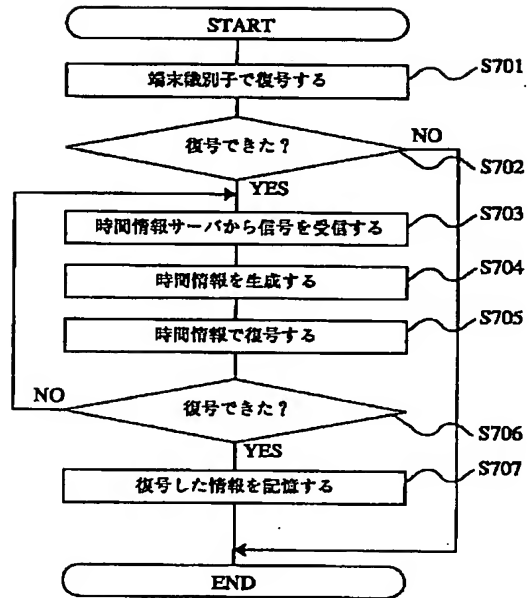 START
端末識別子で復号する
S701
復号できた？
NO
S702
YES
時間情報サーバから信号を受信する
S703
時間情報を生成する
S704
時間情報で復号する
S705
NO
復号できた？
S706
YES
復号した情報を記憶する
S707
END